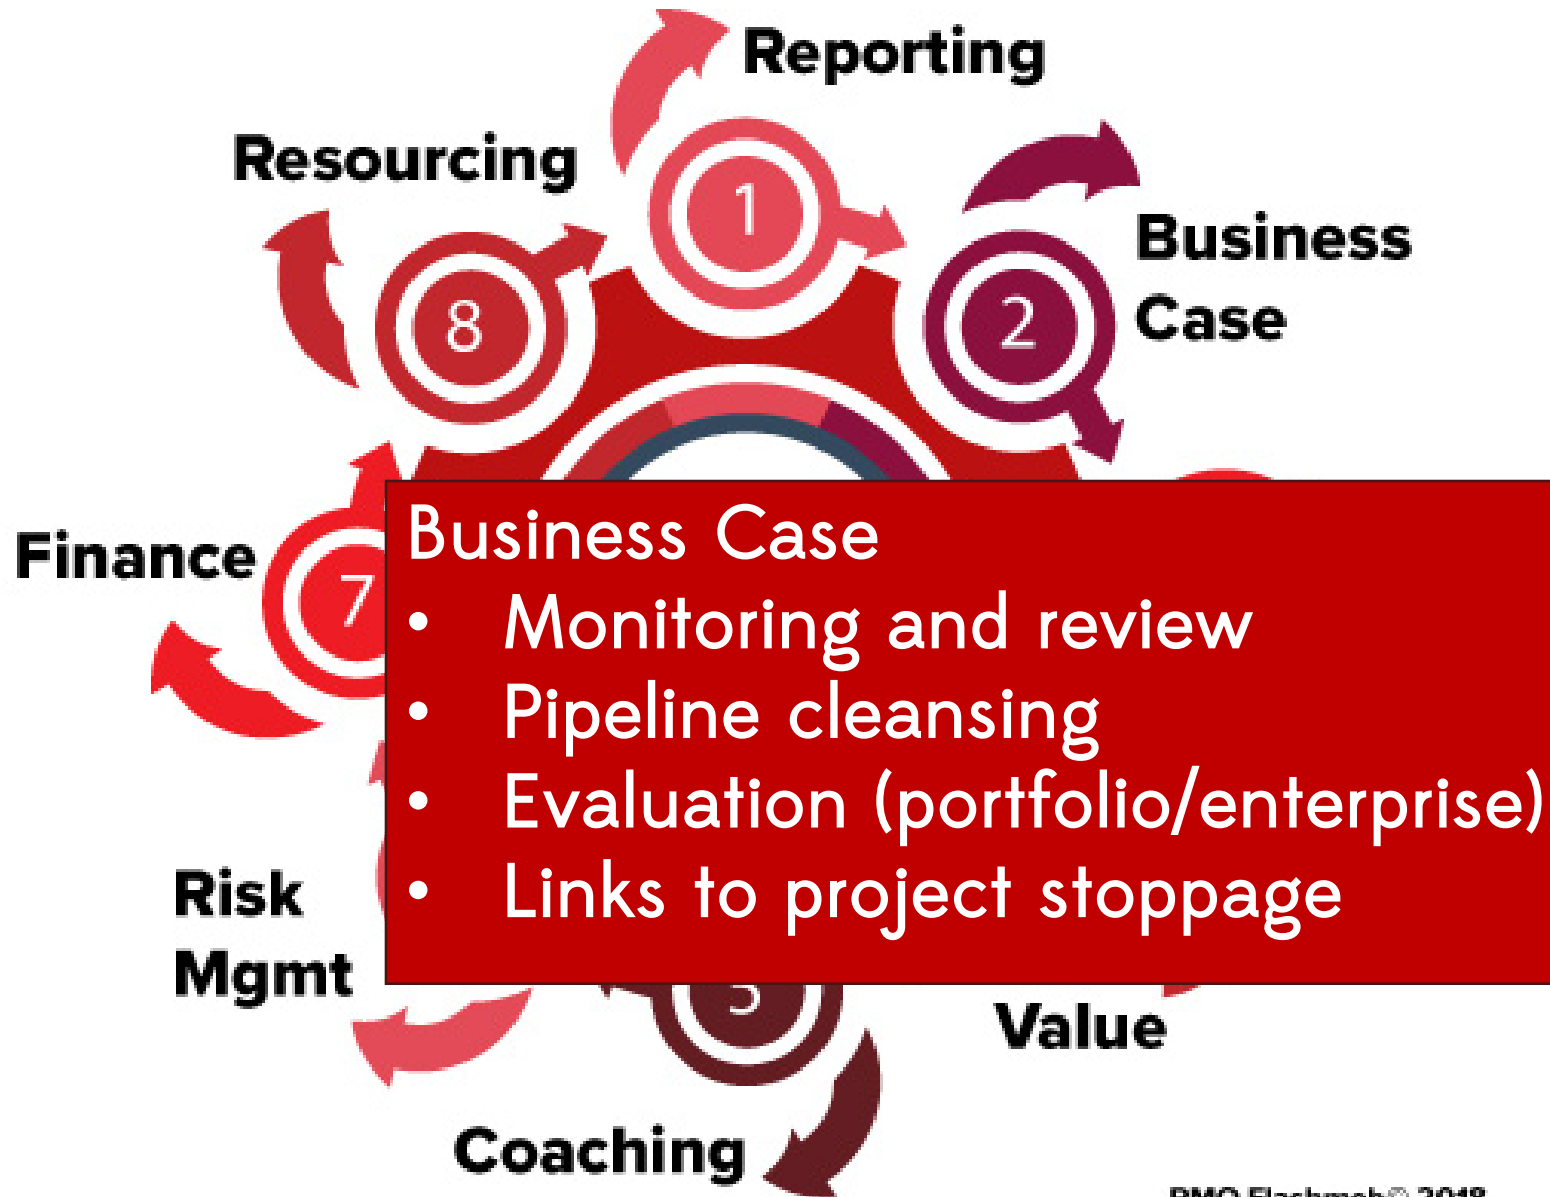 Reporting
Resourcing
1
Business
Case
8
2
Finance
7
Business Case
• Monitoring and review
• Pipeline cleansing
• Evaluation (portfolio/enterprise)
• Links to project stoppage
Risk
Mgmt
Value
Coaching